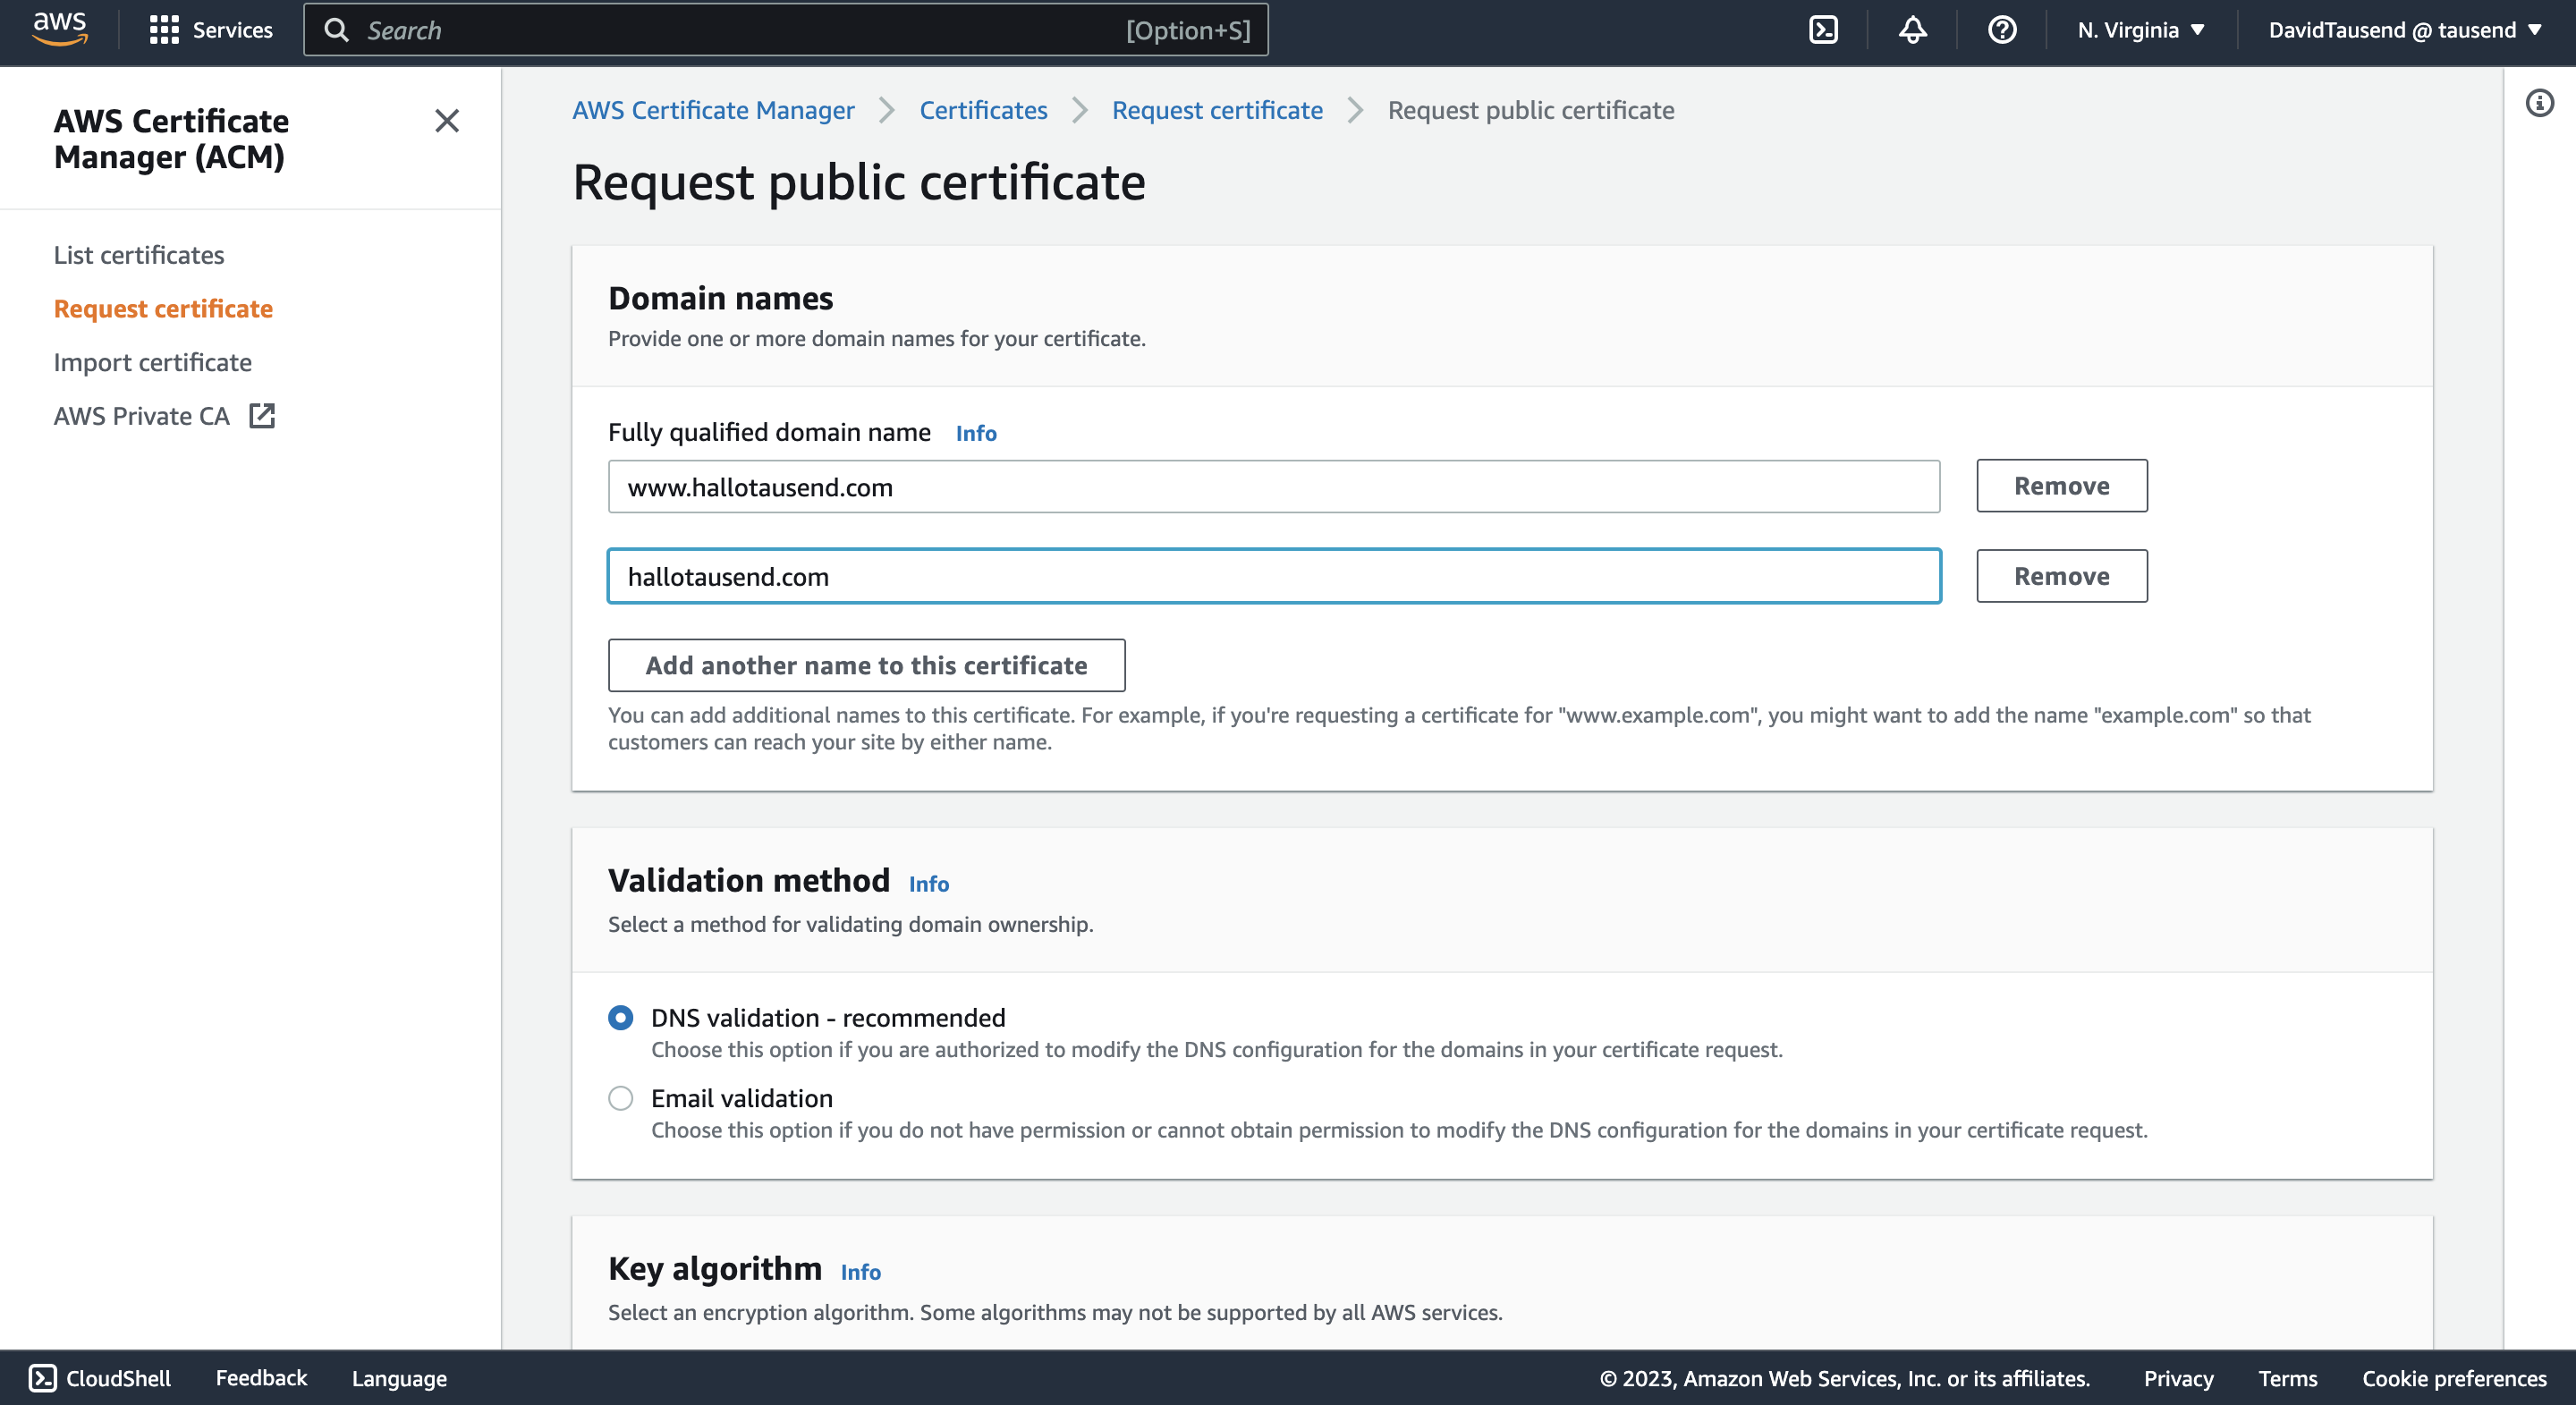 aws
Services
Search
[Option+S]
N. Virginia
DavidTausend @ tausend
AWS Certificate
Manager (ACM)
List certificates
Request certificate
Import certificate
AWS Private CA
AWS Certificate Manager
Certificates
Request certificate
Request public certificate
Request public certificate
Domain names
Provide one or more domain names for your certificate.
Fully qualified domain name Info
www.hallotausend.com
Remove
hallotausend.com
Remove
Add another name to this certificate
You can add additional names to this certificate. For example, if you're requesting a certificate for "www.example.com", you might want to add the name "example.com" so that
customers can reach your site by either name.
Validation method Info
Select a method for validating domain ownership.
DNS validation - recommended
Choose this option if you are authorized to modify the DNS configuration for the domains in your certificate request.
Email validation
Choose this option if you do not have permission or cannot obtain permission to modify the DNS configuration for the domains in your certificate request.
Key algorithm Info
Select an encryption algorithm. Some algorithms may not be supported by all AWS services.
CloudShell
Feedback
Language
© 2023, Amazon Web Services, Inc. or its affiliates.
Privacy
Terms
Cookie preferences